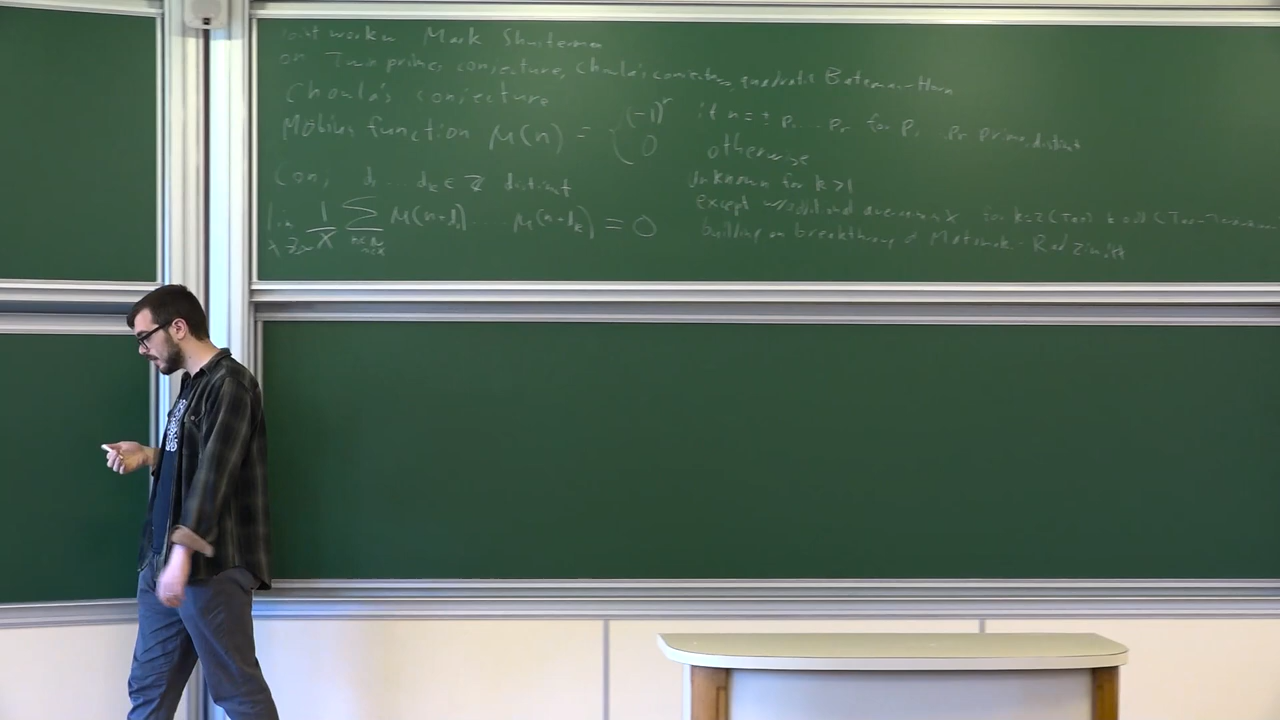 Joint work w Mark Shusterman
on Twin primes conjecture, Chowla's conjecture, quadratic Bateman-Horn
Chowla's conjecture
Möbius function μ(n) = { (-1)^r if n = ± p₁ ... pᵣ for p₁ ... pᵣ prime, distinct
0 otherwise
Conj d₁ ... dₖ ∈ ℤ distinct
lim X→∞ 1/X ∑ n∈ℕ n<X μ(n+d₁) ... μ(n+dₖ) = 0
Unknown for k>1
except w/additional averaging X for k=2 (Tao) k odd (Tao-
building on breakthrough of Matomäki-Radziwiłł